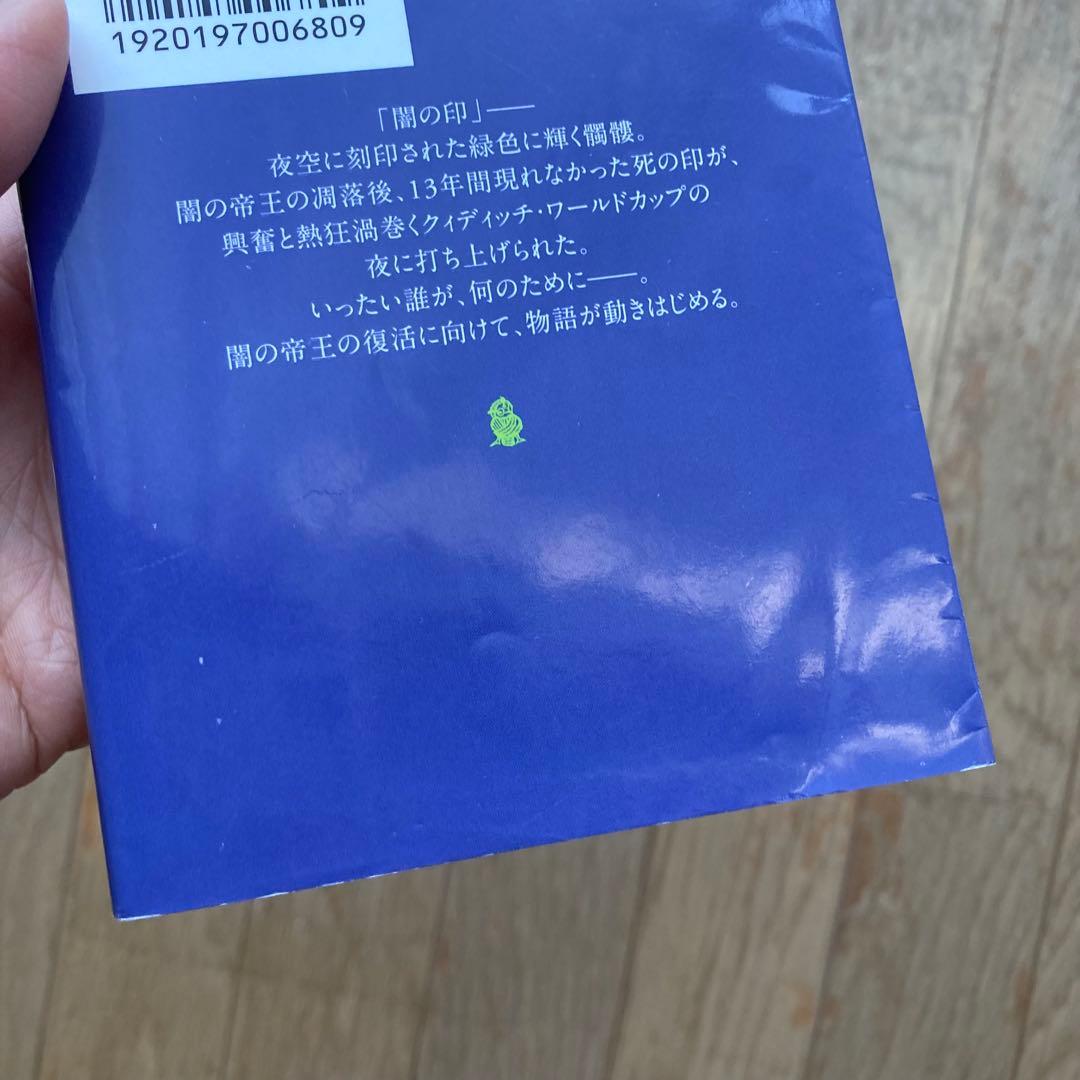 1920197006809
「闇の印」──
夜空に刻印された緑色に輝く髑髏。
闇の帝王の凋落後、13年間現れなかった死の印が、
興奮と熱狂渦巻くクィディッチ・ワールドカップの
夜に打ち上げられた。
いったい誰が、何のために──。
闇の帝王の復活に向けて、物語が動きはじめる。